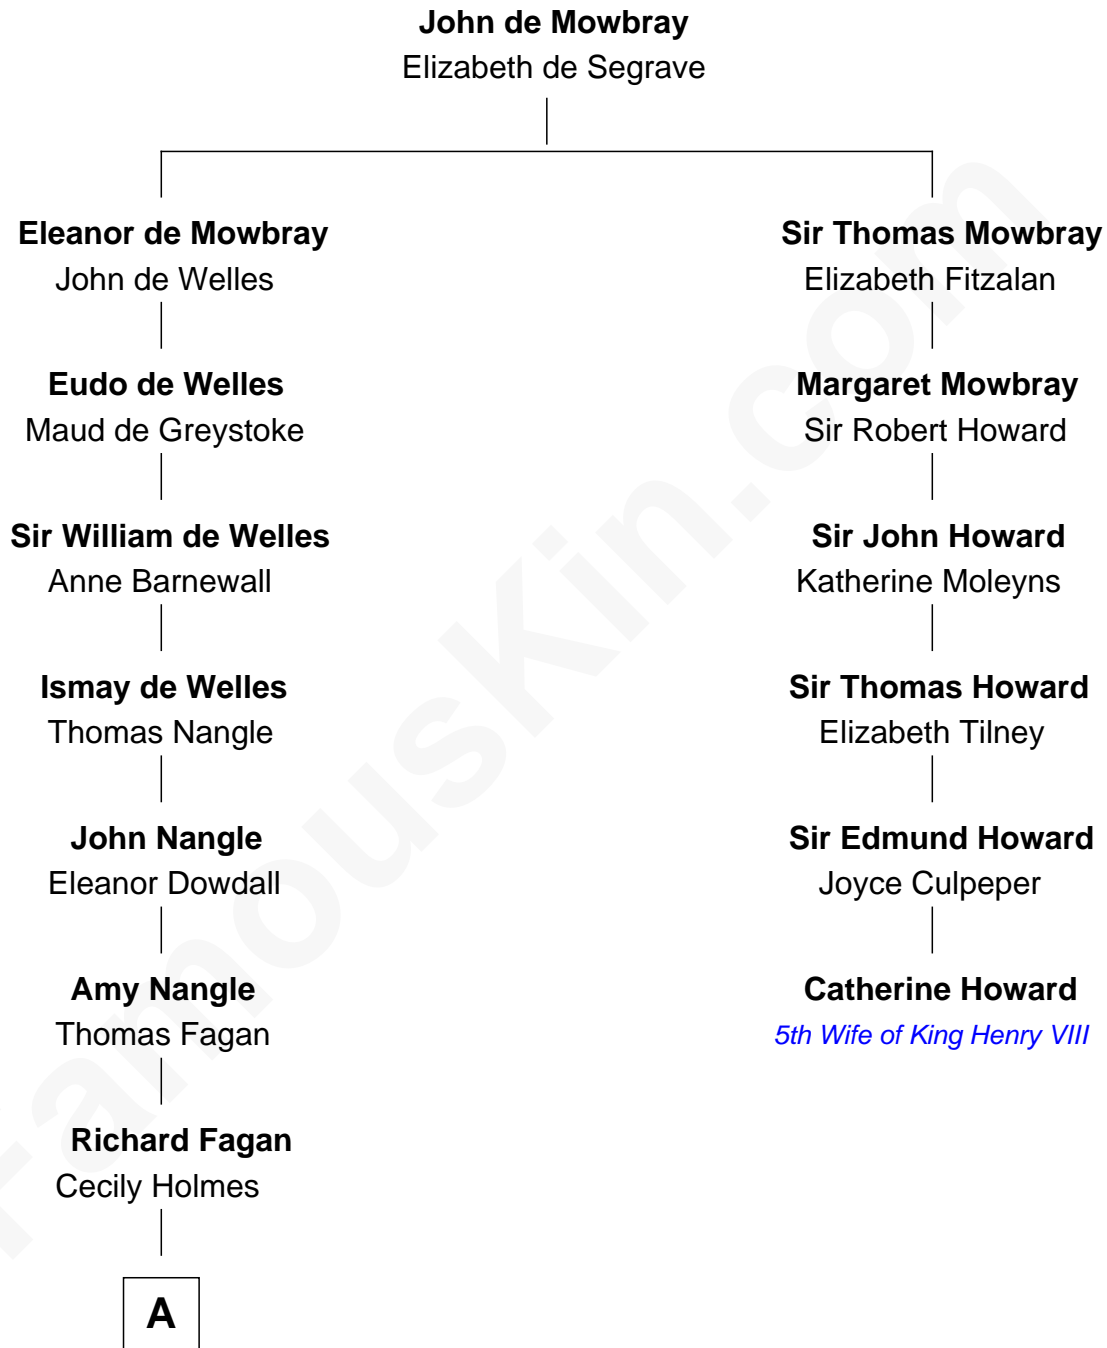 John de Mowbray
Elizabeth de Segrave
Eleanor de Mowbray
John de Welles
Sir Thomas Mowbray
Elizabeth Fitzalan
Eudo de Welles
Maud de Greystoke
Margaret Mowbray
Sir Robert Howard
Sir William de Welles
Anne Barnewall
Sir John Howard
Katherine Moleyns
Ismay de Welles
Thomas Nangle
Sir Thomas Howard
Elizabeth Tilney
John Nangle
Eleanor Dowdall
Sir Edmund Howard
Joyce Culpeper
Amy Nangle
Thomas Fagan
Catherine Howard
5th Wife of King Henry VIII
Richard Fagan
Cecily Holmes
A
FamousKin.com